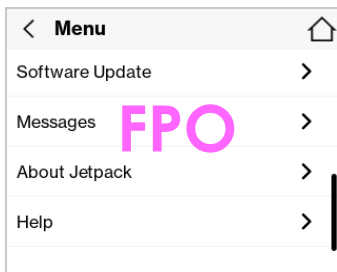 Menu
Software Update
Messages
FPO
About Jetpack
Help